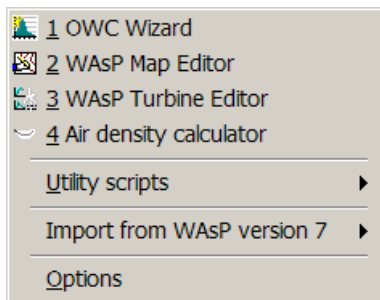 1 OWC Wizard
2 WAsP Map Editor
3 WAsP Turbine Editor
4 Air density calculator
Utility scripts
Import from WAsP version 7
Options